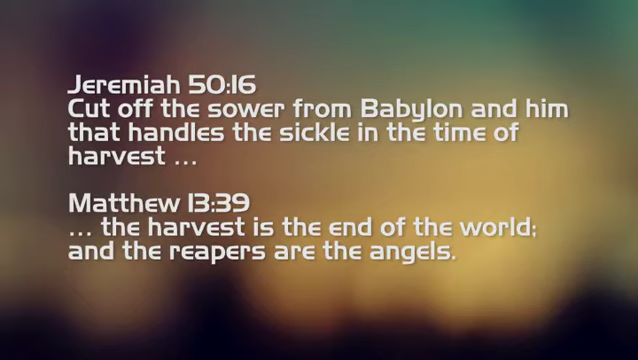 Jeremiah 50:16
Cut off the sower from Babylon and him
that handles the sickle in the time of
harvest ...
Matthew 13:39
... the harvest is the end of the world;
and the reapers are the angels.